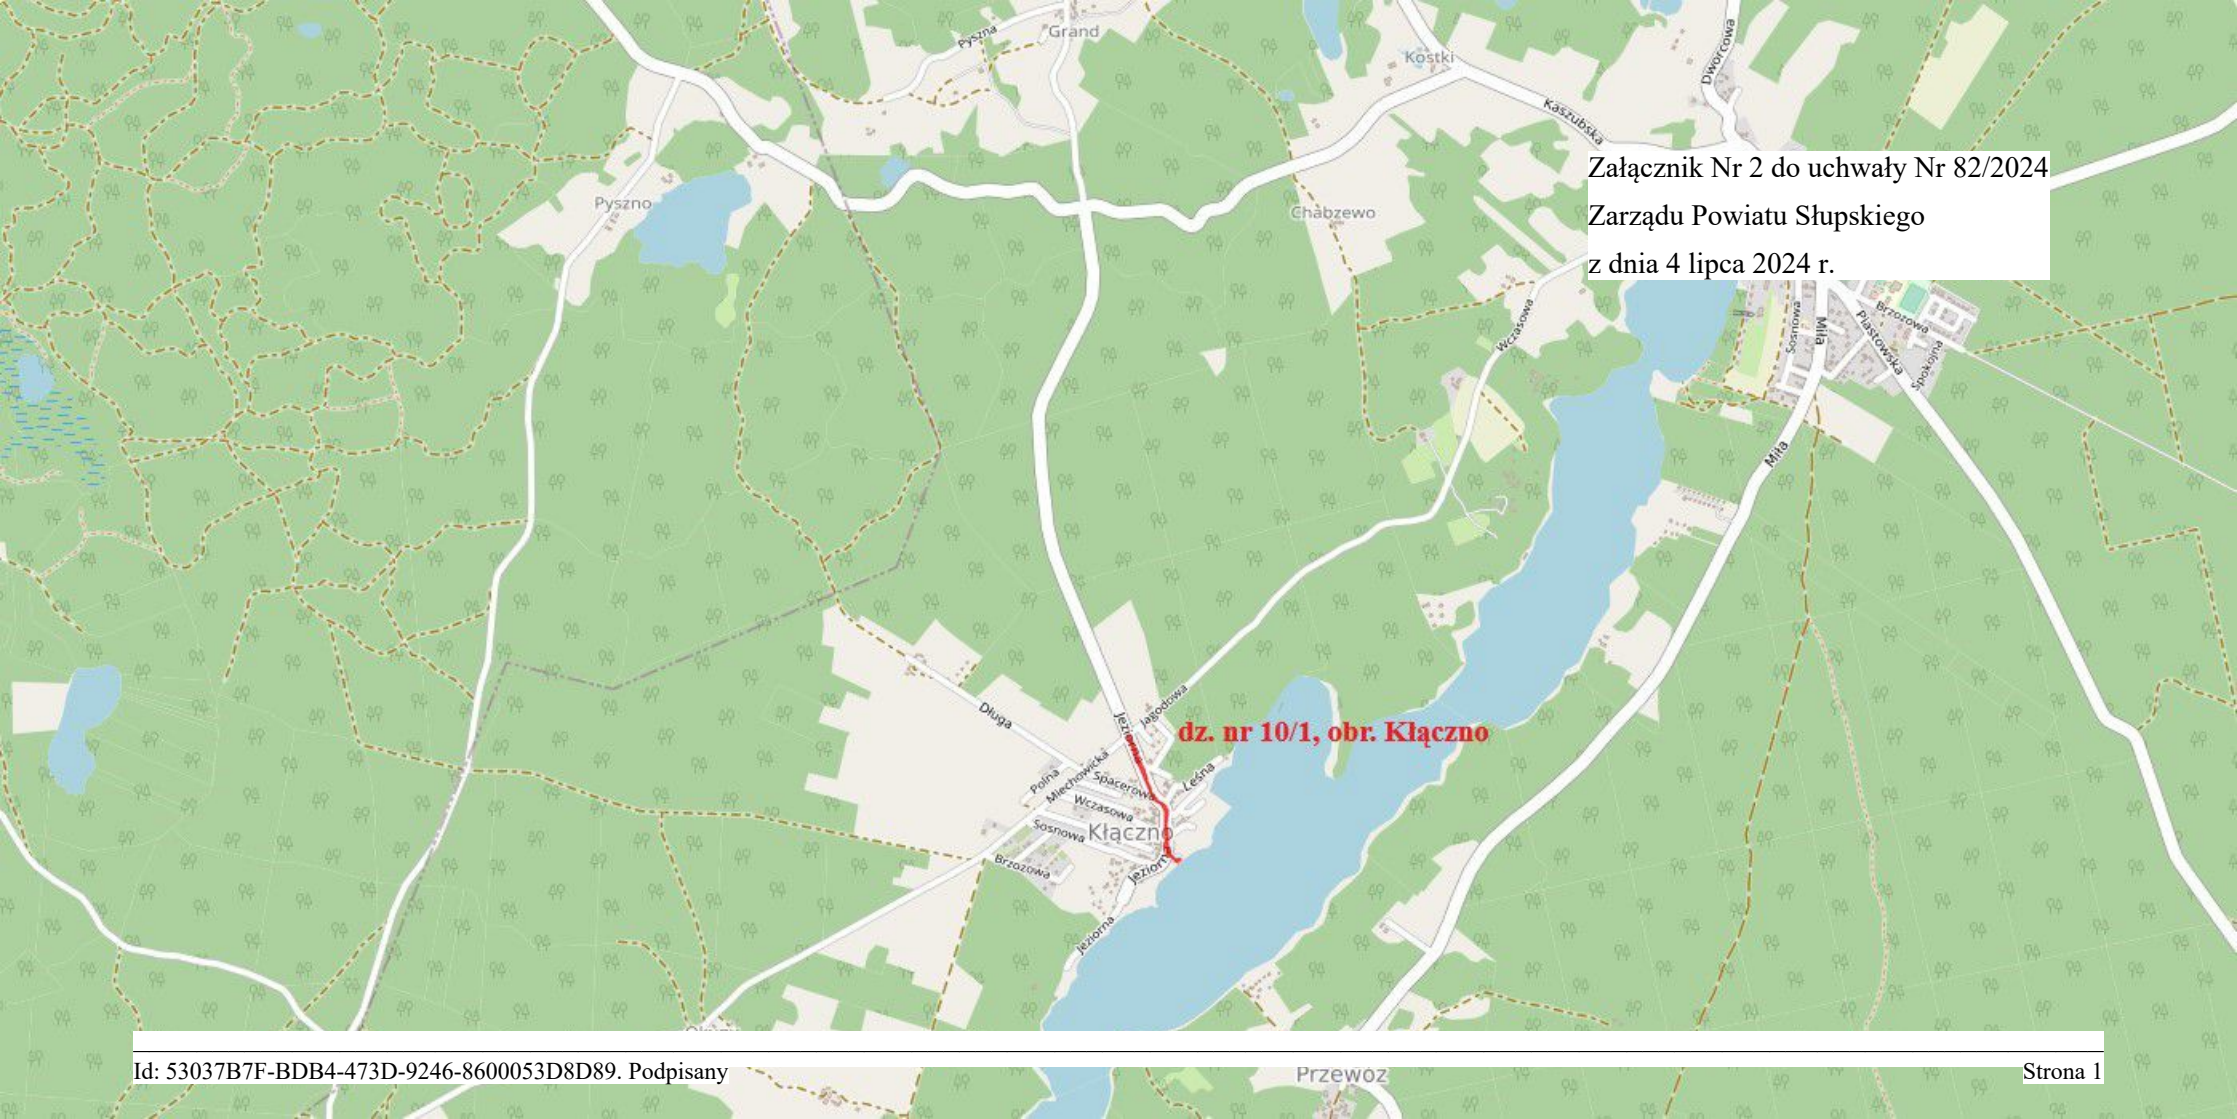 Grand
Pyszna
Kostki
Dworcowa
Kaszubska
Załącznik Nr 2 do uchwały Nr 82/2024
Zarządu Powiatu Słupskiego
z dnia 4 lipca 2024 r.
Pyszno
Chabzewo
Wczasowa
Sosnowa
Miła
Piastowska
Brzozowa
Spokojna
Miła
Długa
Jeziorna
Jagodowa
dz. nr 10/1, obr. Kłączno
Polna
Miechowicka
Spacerowa
Leśna
Wczasowa
Sosnowa
Kłączno
Brzozowa
Jeziorna
Jeziorna
Id: 53037B7F-BDB4-473D-9246-8600053D8D89. Podpisany
Strona 1
Przewóz